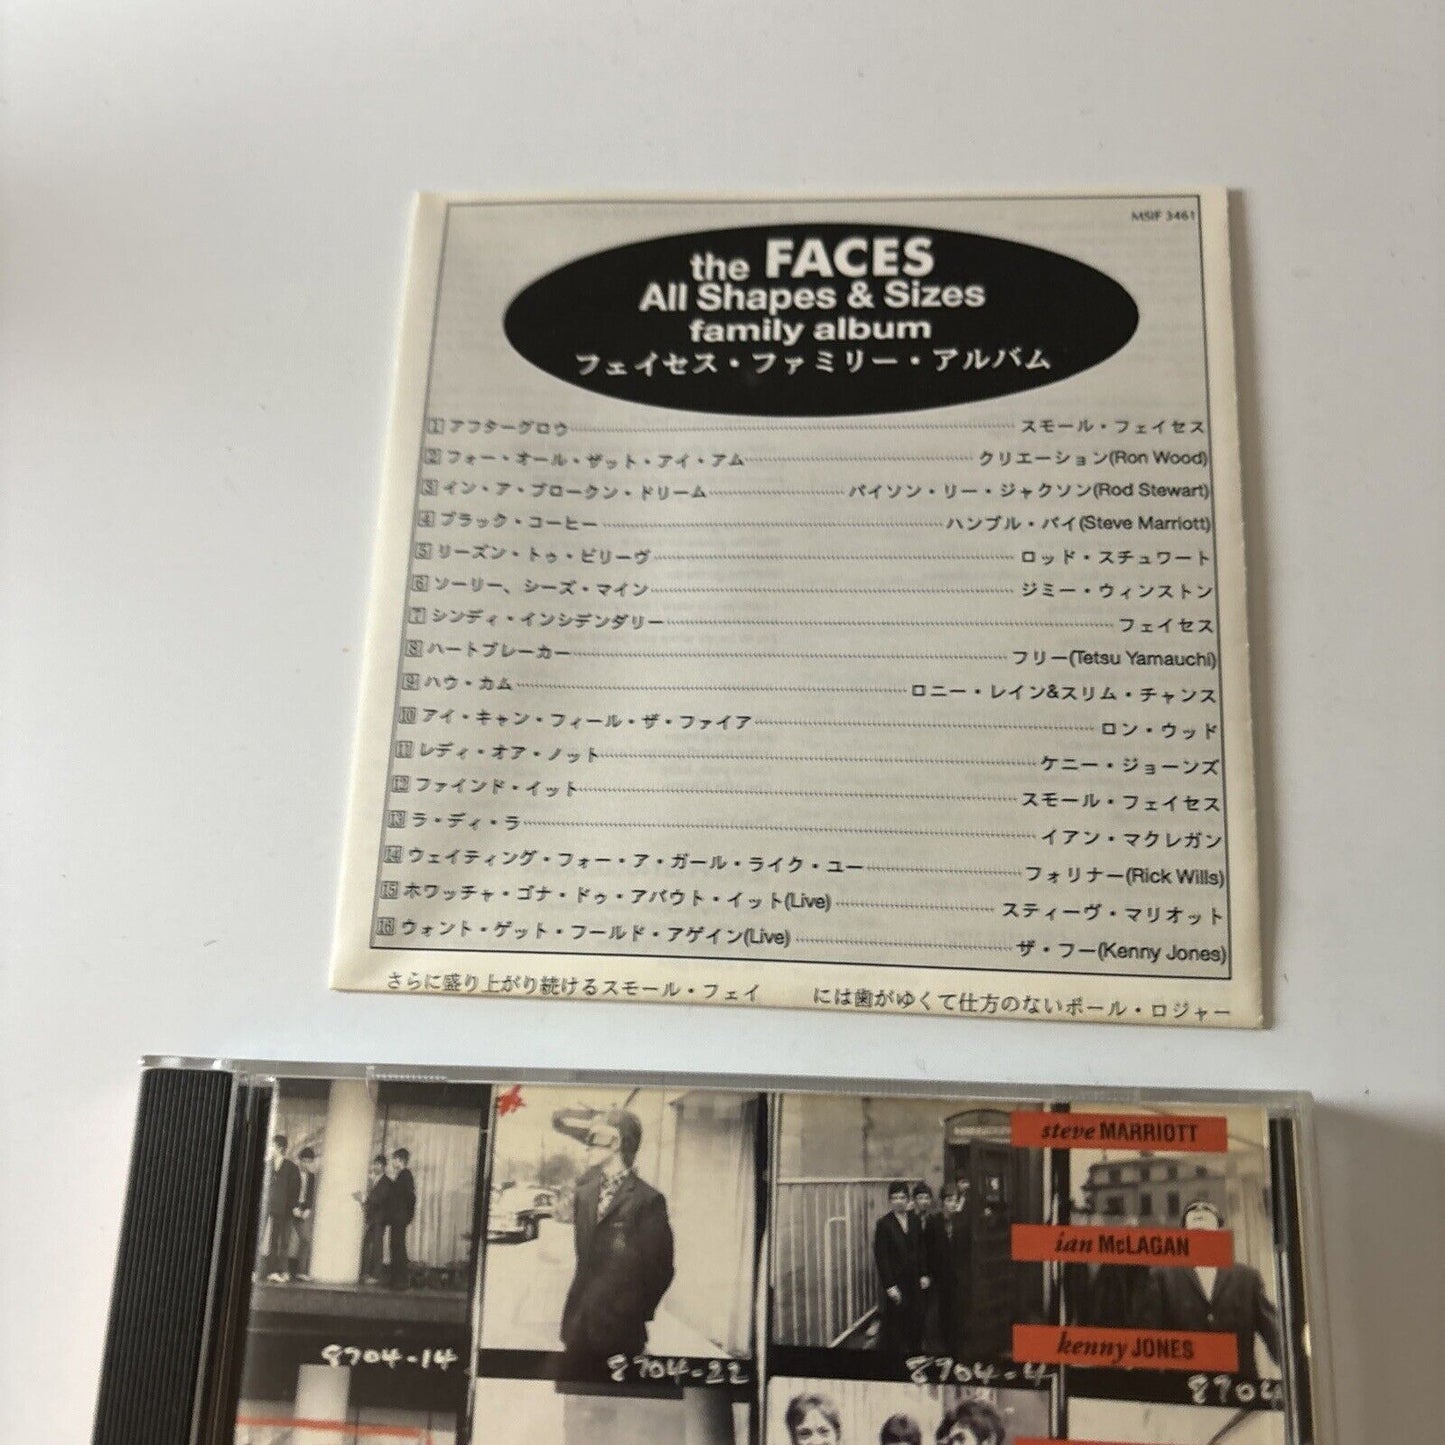 MSIF 3461
the FACES
All Shapes & Sizes
family album
フェイセス・ファミリー・アルバム
1 アフターグロウ スモール・フェイセス
2 フォー・オール・ザット・アイ・アム クリエーション(Ron Wood)
3 イン・ア・ブロークン・ドリーム パイソン・リー・ジャクソン(Rod Stewart)
4 ブラック・コーヒー ハンブル・パイ(Steve Marriott)
5 リーズン・トゥ・ビリーヴ ロッド・スチュワート
6 ソーリー、シーズ・マイン ジミー・ウィンストン
7 シンディ・インシデンダリー フェイセス
8 ハートブレーカー フリー(Tetsu Yamauchi)
9 ハウ・カム ロニー・レイン&スリム・チャンス
10 アイ・キャン・フィール・ザ・ファイア ロン・ウッド
11 レディ・オア・ノット ケニー・ジョーンズ
12 ファインド・イット スモール・フェイセス
13 ラ・ディ・ラ イアン・マクレガン
14 ウェイティング・フォー・ア・ガール・ライク・ユー フォリナー(Rick Wills)
15 ホワッチャ・ゴナ・ドゥ・アバウト・イット(Live) スティーヴ・マリオット
16 ウォント・ゲット・フールド・アゲイン(Live) ザ・フー(Kenny Jones)
さらに盛り上がり続けるスモール・フェイ には歯がゆくて仕方のないポール・ロジャー
steve MARRIOTT
ian McLAGAN
kenny JONES
8704-14
8704-22
8704-4
8704